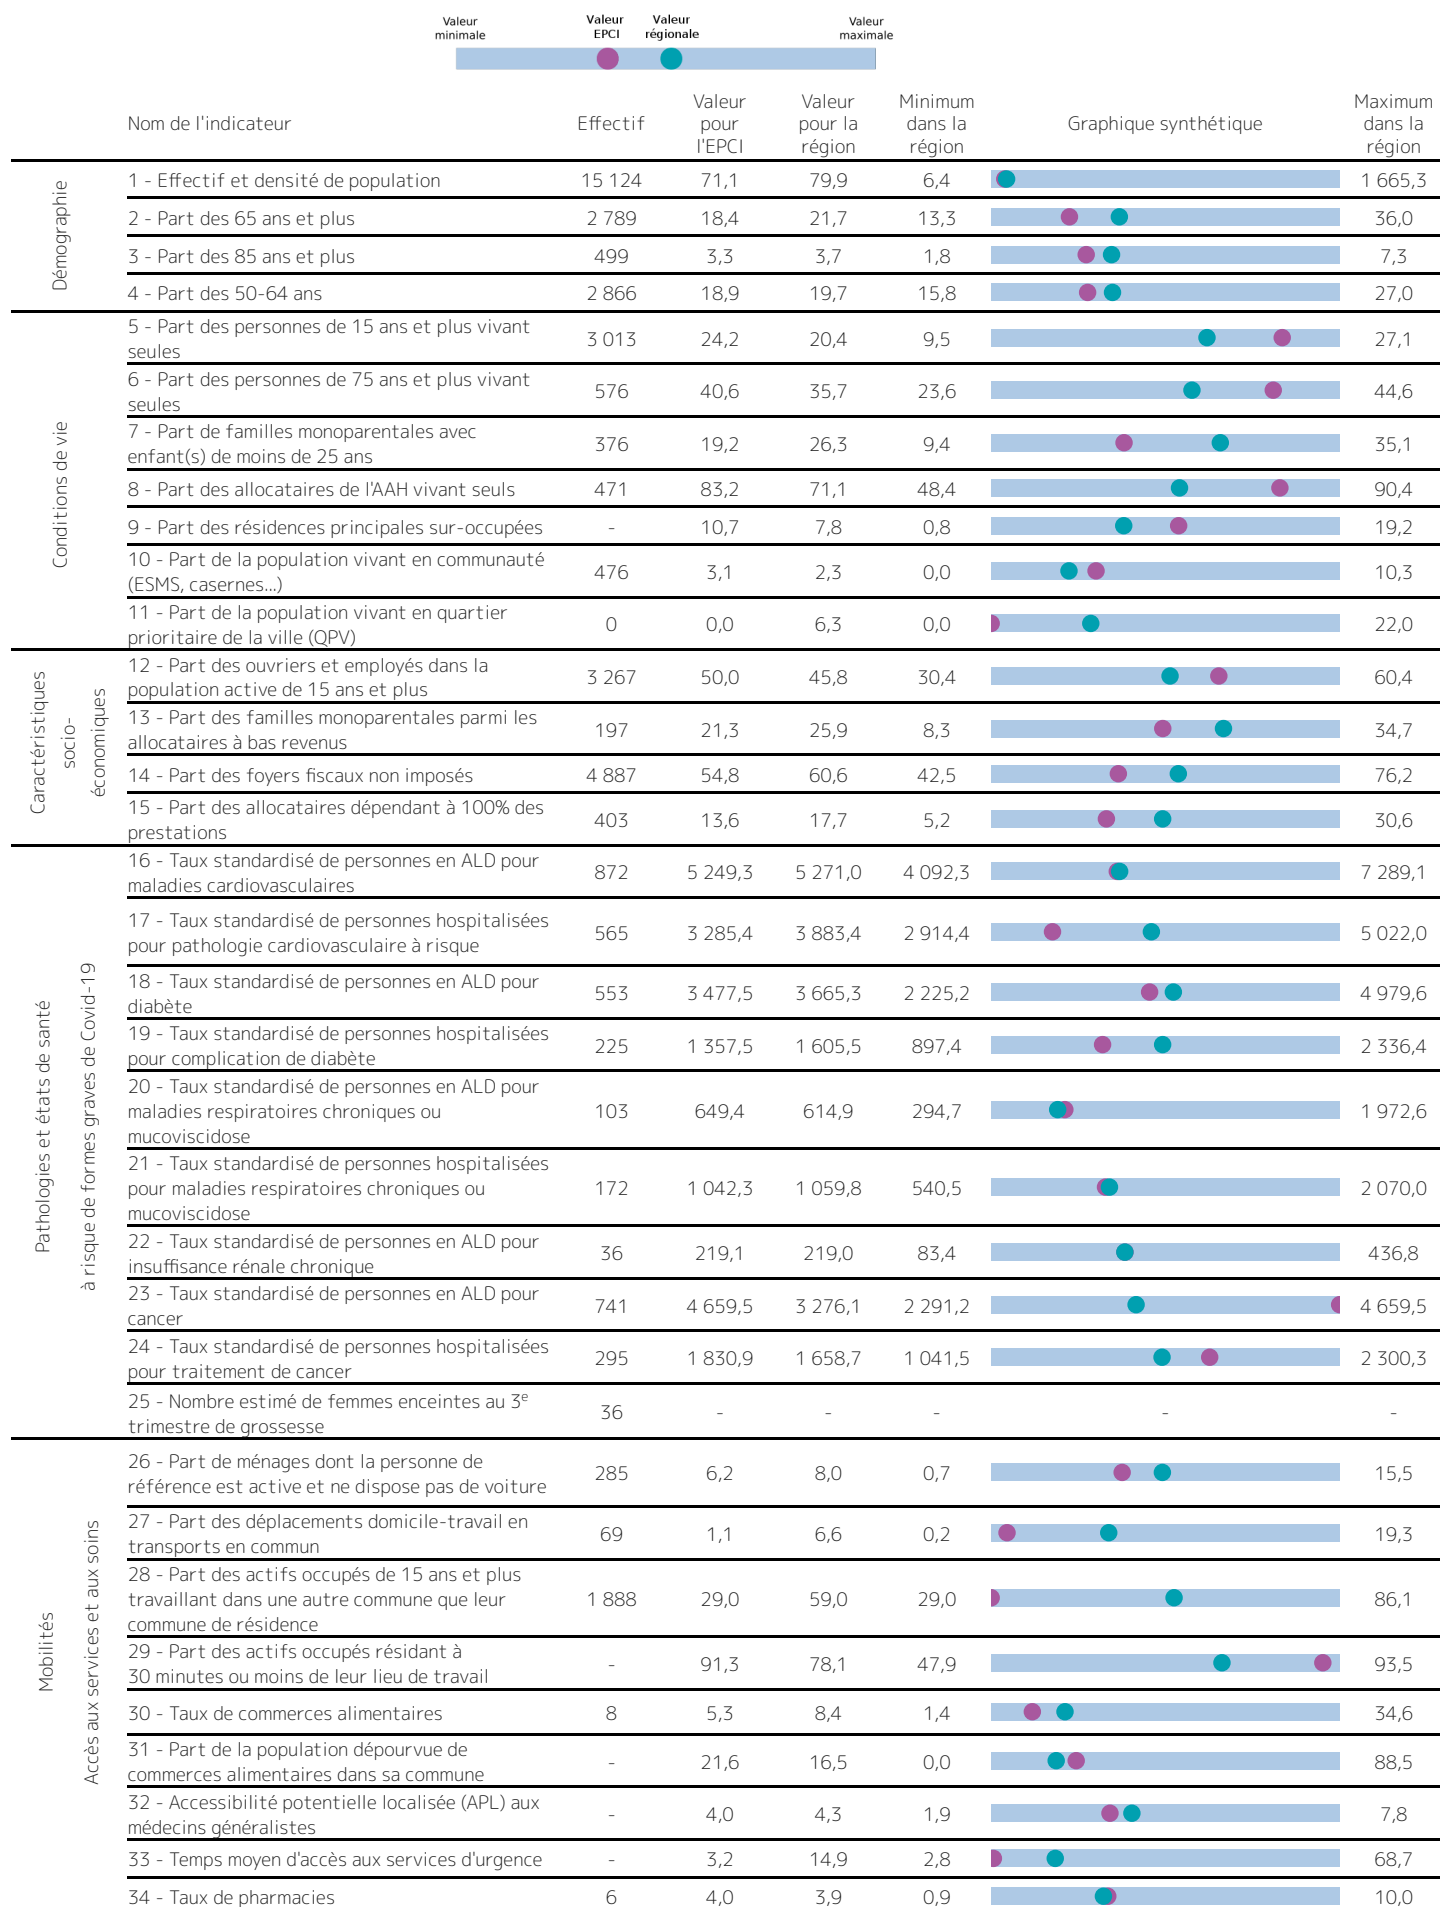 Valeur minimale
Valeur EPCI
Valeur régionale
Valeur maximale
Nom de l'indicateur
Effectif
Valeur pour l'EPCI
Valeur pour la région
Minimum dans la région
Graphique synthétique
Maximum dans la région
Démographie
1 - Effectif et densité de population 15 124 71,1 79,9 6,4 1 665,3
2 - Part des 65 ans et plus 2 789 18,4 21,7 13,3 36,0
3 - Part des 85 ans et plus 499 3,3 3,7 1,8 7,3
4 - Part des 50-64 ans 2 866 18,9 19,7 15,8 27,0
Conditions de vie
5 - Part des personnes de 15 ans et plus vivant
seules 3 013 24,2 20,4 9,5 27,1
6 - Part des personnes de 75 ans et plus vivant
seules 576 40,6 35,7 23,6 44,6
7 - Part de familles monoparentales avec
enfant(s) de moins de 25 ans 376 19,2 26,3 9,4 35,1
8 - Part des allocataires de l'AAH vivant seuls 471 83,2 71,1 48,4 90,4
9 - Part des résidences principales sur-occupées - 10,7 7,8 0,8 19,2
10 - Part de la population vivant en communauté
(ESMS, casernes...) 476 3,1 2,3 0,0 10,3
11 - Part de la population vivant en quartier
prioritaire de la ville (QPV) 0 0,0 6,3 0,0 22,0
Caractéristiques
socio-
économiques
12 - Part des ouvriers et employés dans la
population active de 15 ans et plus 3 267 50,0 45,8 30,4 60,4
13 - Part des familles monoparentales parmi les
allocataires à bas revenus 197 21,3 25,9 8,3 34,7
14 - Part des foyers fiscaux non imposés 4 887 54,8 60,6 42,5 76,2
15 - Part des allocataires dépendant à 100% des
prestations 403 13,6 17,7 5,2 30,6
Pathologies et états de santé
à risque de formes graves de Covid-19
16 - Taux standardisé de personnes en ALD pour
maladies cardiovasculaires 872 5 249,3 5 271,0 4 092,3 7 289,1
17 - Taux standardisé de personnes hospitalisées
pour pathologie cardiovasculaire à risque 565 3 285,4 3 883,4 2 914,4 5 022,0
18 - Taux standardisé de personnes en ALD pour
diabète 553 3 477,5 3 665,3 2 225,2 4 979,6
19 - Taux standardisé de personnes hospitalisées
pour complication de diabète 225 1 357,5 1 605,5 897,4 2 336,4
20 - Taux standardisé de personnes en ALD pour
maladies respiratoires chroniques ou
mucoviscidose 103 649,4 614,9 294,7 1 972,6
21 - Taux standardisé de personnes hospitalisées
pour maladies respiratoires chroniques ou
mucoviscidose 172 1 042,3 1 059,8 540,5 2 070,0
22 - Taux standardisé de personnes en ALD pour
insuffisance rénale chronique 36 219,1 219,0 83,4 436,8
23 - Taux standardisé de personnes en ALD pour
cancer 741 4 659,5 3 276,1 2 291,2 4 659,5
24 - Taux standardisé de personnes hospitalisées
pour traitement de cancer 295 1 830,9 1 658,7 1 041,5 2 300,3
25 - Nombre estimé de femmes enceintes au 3e
trimestre de grossesse 36 - - - - -
Mobilités
Accès aux services et aux soins
26 - Part de ménages dont la personne de
référence est active et ne dispose pas de voiture 285 6,2 8,0 0,7 15,5
27 - Part des déplacements domicile-travail en
transports en commun 69 1,1 6,6 0,2 19,3
28 - Part des actifs occupés de 15 ans et plus
travaillant dans une autre commune que leur
commune de résidence 1 888 29,0 59,0 29,0 86,1
29 - Part des actifs occupés résidant à
30 minutes ou moins de leur lieu de travail - 91,3 78,1 47,9 93,5
30 - Taux de commerces alimentaires 8 5,3 8,4 1,4 34,6
31 - Part de la population dépourvue de
commerces alimentaires dans sa commune - 21,6 16,5 0,0 88,5
32 - Accessibilité potentielle localisée (APL) aux
médecins généralistes - 4,0 4,3 1,9 7,8
33 - Temps moyen d'accès aux services d'urgence - 3,2 14,9 2,8 68,7
34 - Taux de pharmacies 6 4,0 3,9 0,9 10,0